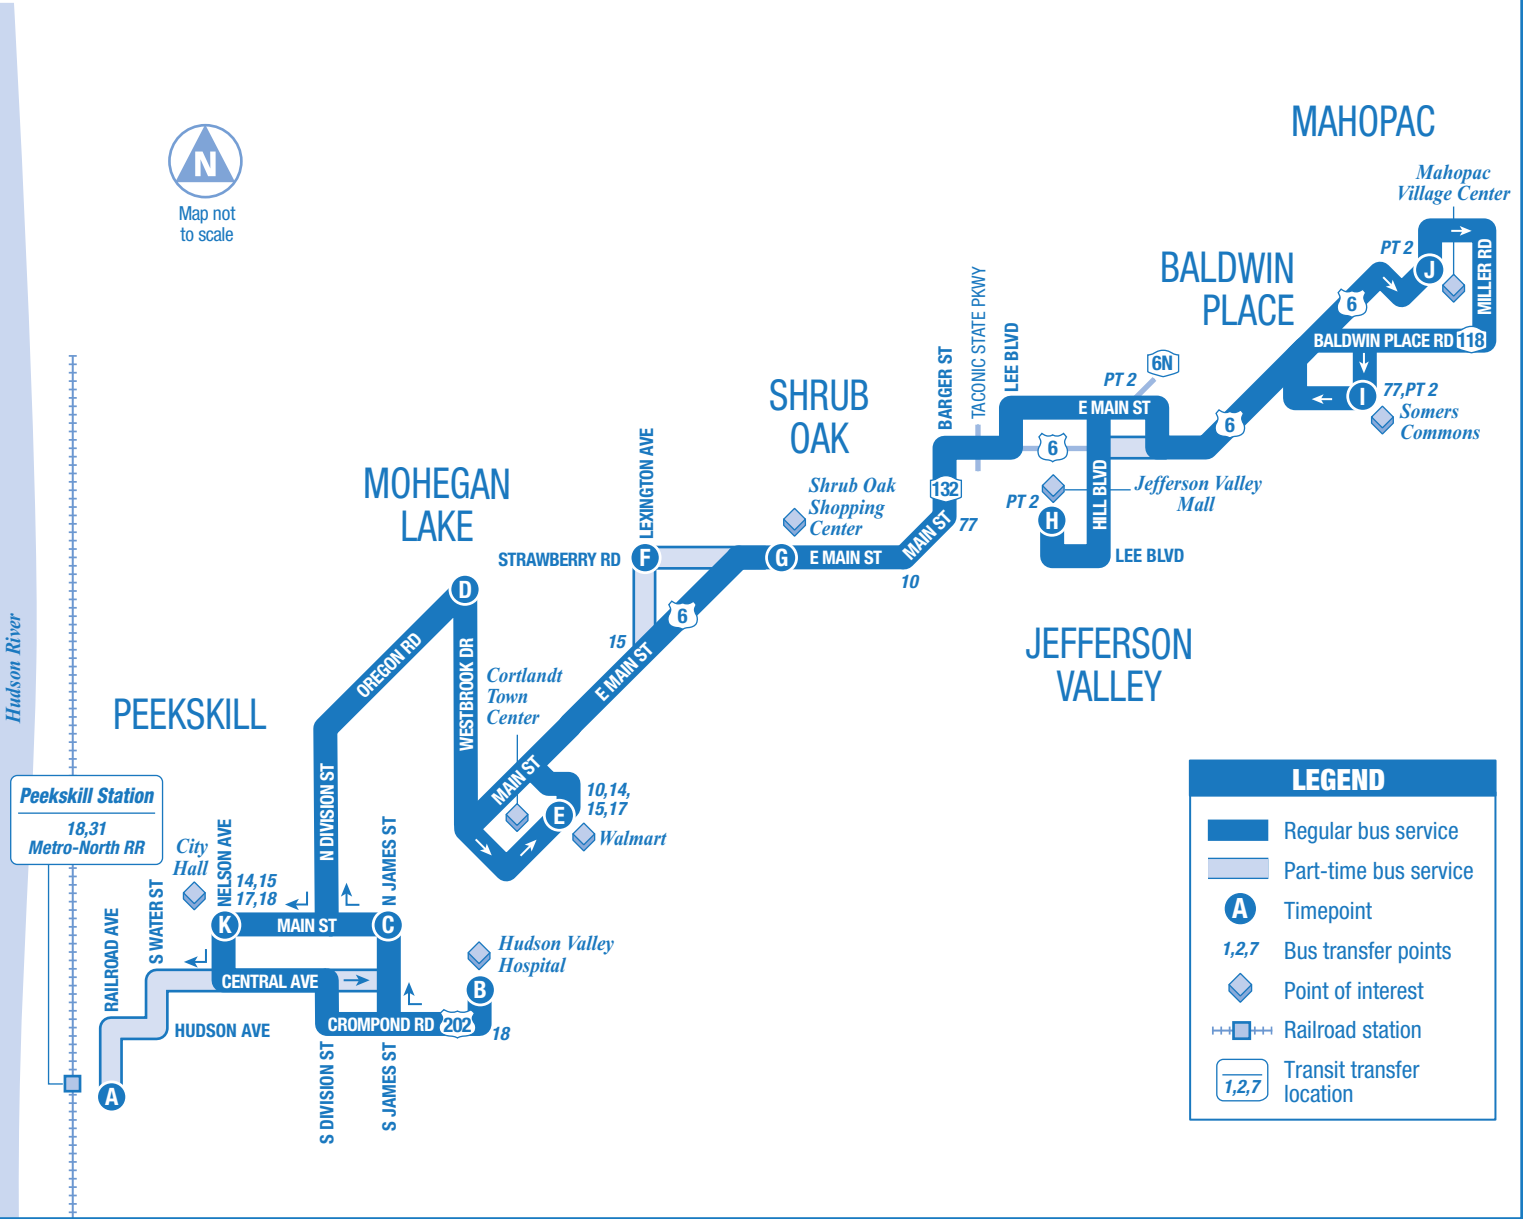 MAHOPAC
Mahopac
Village Center
N
Map not
to scale
PT 2
J
MILLER RD
BALDWIN
PLACE
6
BALDWIN PLACE RD
118
TACONIC STATE PKWY
LEE BLVD
BARGER ST
PT 2
6N
E MAIN ST
77,PT 2
I
Somers
Commons
6
SHRUB
OAK
6
LEXINGTON AVE
MOHEGAN
LAKE
Shrub Oak
Shopping
Center
132
HILL BLVD
Jefferson Valley
Mall
PT 2
H
MAIN ST
77
STRAWBERRY RD
F
G
E MAIN ST
LEE BLVD
10
D
6
15
E MAIN ST
OREGON RD
WESTBROOK DR
JEFFERSON
VALLEY
Hudson River
PEEKSKILL
Cortlandt
Town
Center
MAIN ST
10,14,
15,17
E
Walmart
Peekskill Station
18,31
Metro-North RR
N DIVISION ST
City
Hall
NELSON AVE
14,15
17,18
N JAMES ST
S WATER ST
RAILROAD AVE
K
MAIN ST
C
Hudson Valley
Hospital
CENTRAL AVE
B
HUDSON AVE
CROMPOND RD
202
18
S DIVISION ST
S JAMES ST
A
LEGEND
Regular bus service
Part-time bus service
A
Timepoint
1,2,7
Bus transfer points
Point of interest
Railroad station
1,2,7
Transit transfer
location